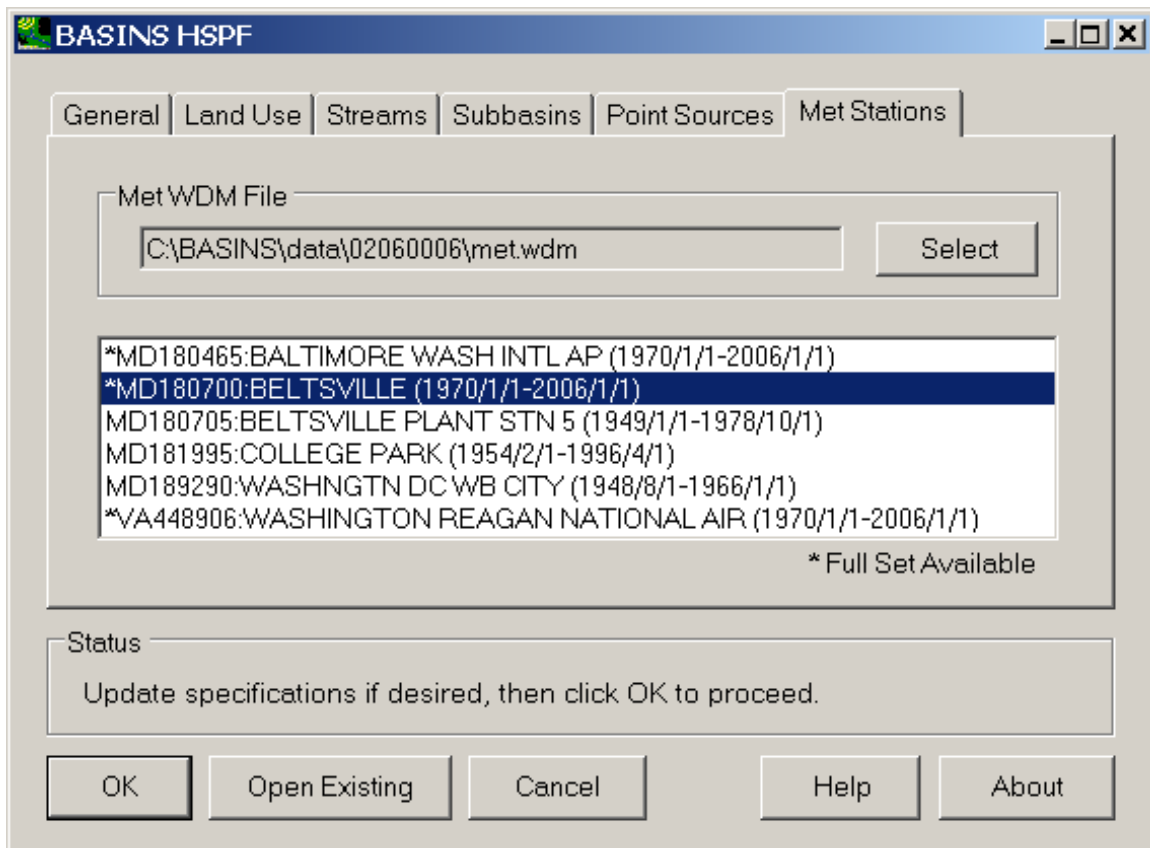 BASINS HSPF
General Land Use Streams Subbasins Point Sources Met Stations
Met WDM File
C:\BASINS\data\02060006\met.wdm Select
*MD180465:BALTIMORE WASH INTL AP (1970/1/1-2006/1/1)
*MD180700:BELTSVILLE (1970/1/1-2006/1/1)
MD180705:BELTSVILLE PLANT STN 5 (1949/1/1-1978/10/1)
MD181995:COLLEGE PARK (1954/2/1-1996/4/1)
MD189290:WASHNGTN DC WB CITY (1948/8/1-1966/1/1)
*VA448906:WASHINGTON REAGAN NATIONAL AIR (1970/1/1-2006/1/1)
* Full Set Available
Status
Update specifications if desired, then click OK to proceed.
OK Open Existing Cancel Help About